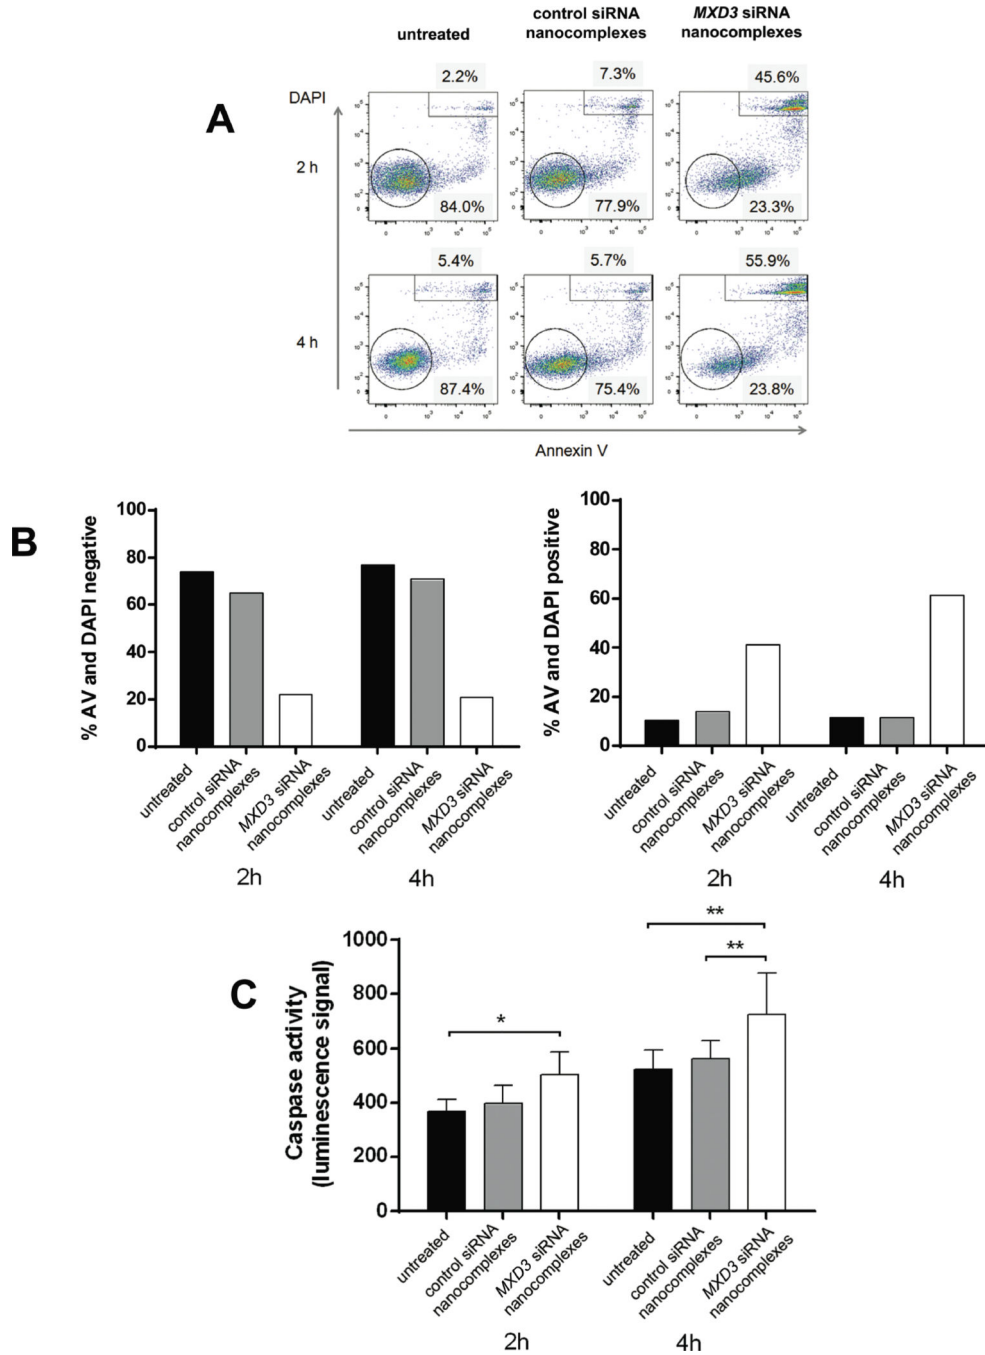 untreated
control siRNA
nanocomplexes
MXD3 siRNA
nanocomplexes
A
DAPI
2 h
2.2%
84.0%
7.3%
77.9%
45.6%
23.3%
4 h
5.4%
87.4%
5.7%
75.4%
55.9%
23.8%
Annexin V
B
% AV and DAPI negative
100
80
60
40
20
0
untreated
control siRNA
nanocomplexes
MXD3 siRNA
nanocomplexes
untreated
control siRNA
nanocomplexes
MXD3 siRNA
nanocomplexes
2h
4h
% AV and DAPI positive
100
80
60
40
20
0
untreated
control siRNA
nanocomplexes
MXD3 siRNA
nanocomplexes
untreated
control siRNA
nanocomplexes
MXD3 siRNA
nanocomplexes
2h
4h
C
Caspase activity
(luminescence signal)
1000
800
600
400
200
0
*
**
**
untreated
control siRNA
nanocomplexes
MXD3 siRNA
nanocomplexes
untreated
control siRNA
nanocomplexes
MXD3 siRNA
nanocomplexes
2h
4h